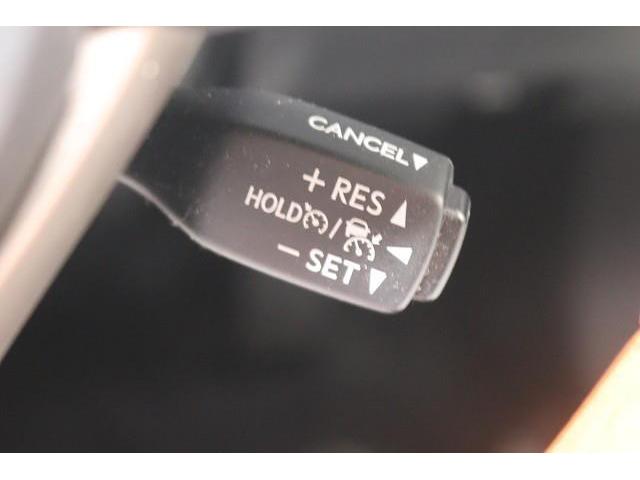 CANCEL▼
+ RES ▲
HOLD / ◀
− SET ▼